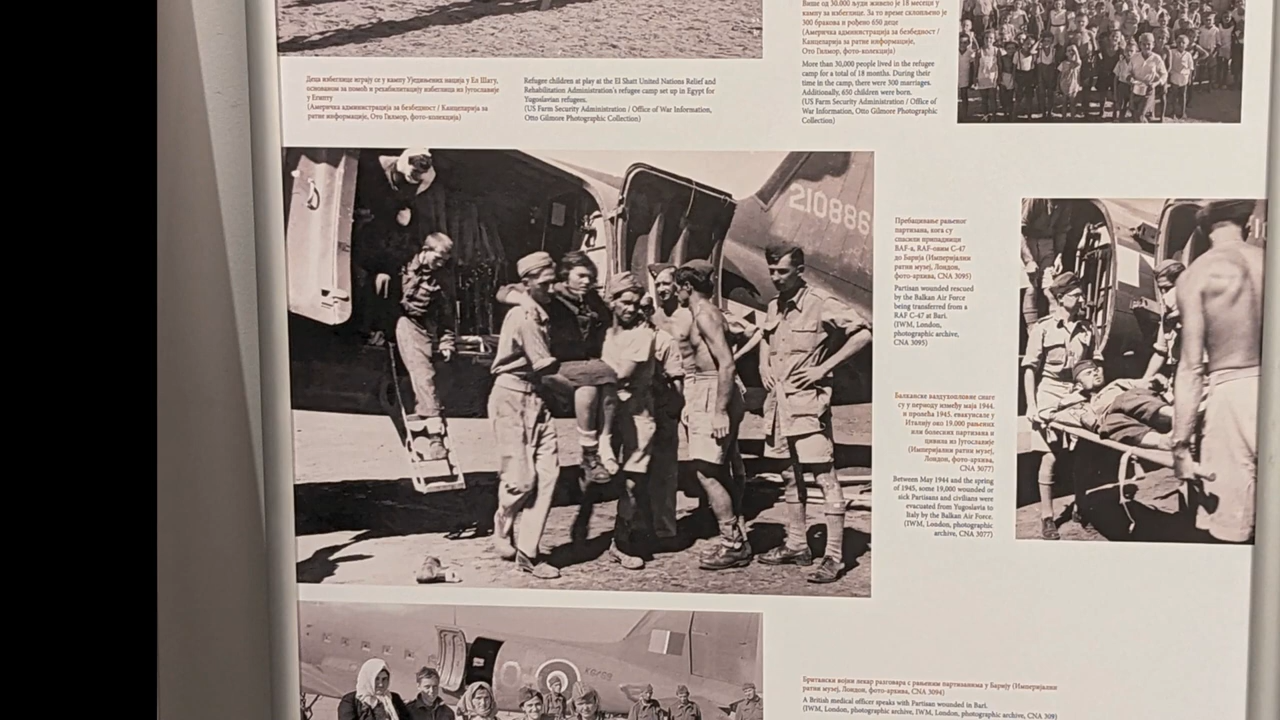 Више од 30.000 људи живело је 18 месеци у
кампу за избеглице. За то време склопљено је
300 бракова и рођено 650 деце
(Америчка администрација за безбедност /
Канцеларија за ратне информације,
Ото Гилмор, фото-колекција)
More than 30,000 people lived in the refugee
camp for a total of 18 months. During their
time in the camp, there were 300 marriages.
Additionally, 650 children were born.
(US Farm Security Administration / Office of
War Information, Otto Gilmore Photographic
Collection)
Деца избеглице играју се у кампу Уједињених нација у Ел Шату,
основаном за помоћ и рехабилитацију избеглица из Југославије
у Египту
(Америчка администрација за безбедност / Канцеларија за
ратне информације, Ото Гилмор, фото-колекција)
Refugee children at play at the El Shatt United Nations Relief and
Rehabilitation Administration's refugee camp set up in Egypt for
Yugoslavian refugees.
(US Farm Security Administration / Office of War Information,
Otto Gilmore Photographic Collection)
210886
Пребацивање рањеног
партизана, кога су
спасили припадници
BAF-а, RAF-овим C-47
до Барија (Империјални
ратни музеј, Лондон,
фото-архива, CNA 3095)
Partisan wounded rescued
by the Balkan Air Force
being transferred from a
RAF C-47 at Bari.
(IWM, London,
photographic archive,
CNA 3095)
Балканске ваздухопловне снаге
су у периоду између маја 1944.
и пролећа 1945. евакуисале у
Италију око 19.000 рањених
или болесних партизана и
цивила из Југославије
(Империјални ратни музеј,
Лондон, фото-архива,
CNA 3077)
Between May 1944 and the spring
of 1945, some 19,000 wounded or
sick Partisans and civilians were
evacuated from Yugoslavia to
Italy by the Balkan Air Force.
(IWM, London, photographic
archive, CNA 3077)
Британски војни лекар разговара с рањеним партизанима у Барију (Империјални
ратни музеј, Лондон, фото-архива, CNA 3094)
A British medical officer speaks with Partisan wounded in Bari.
(IWM, London, photographic archive, IWM, London, photographic archive, CNA 309)